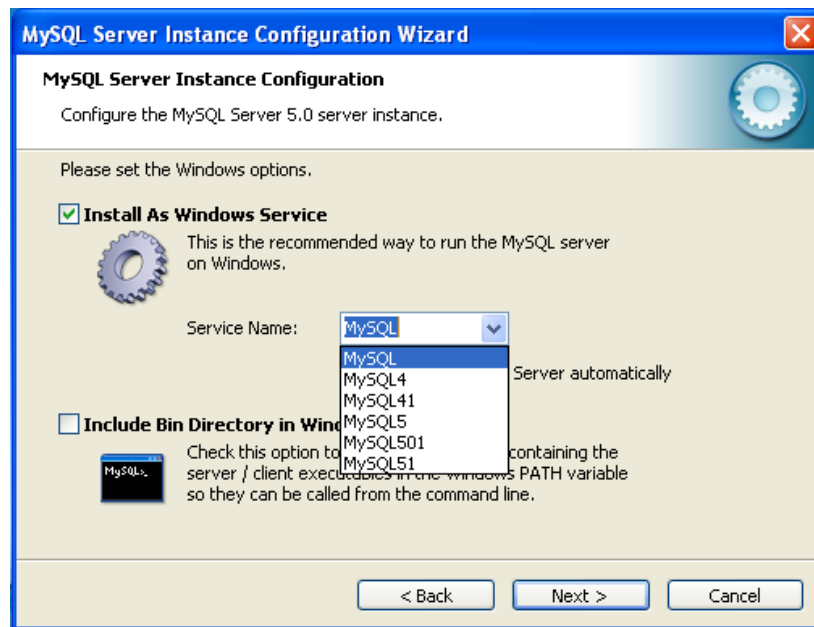 MySQL Server Instance Configuration Wizard
MySQL Server Instance Configuration
Configure the MySQL Server 5.0 server instance.
Please set the Windows options.
Install As Windows Service
This is the recommended way to run the MySQL server
on Windows.
Service Name: MySQL
MySQL
MySQL4
Server automatically
MySQL41
MySQL5
Include Bin Directory in
MySQL501
Check this option to containing the
MySQL51
MySQL>_
server / client executables in the Windows PATH variable
so they can be called from the command line.
< Back Next > Cancel